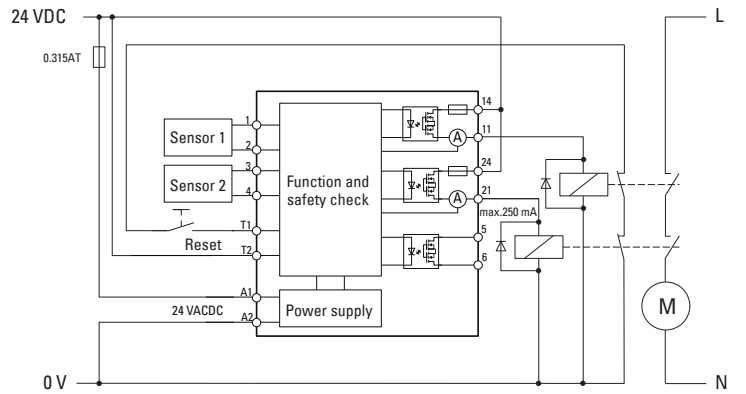 24 VDC
L
0.315AT
14
1
Sensor 1
11
A
2
3
24
Sensor 2
4
Function and
safety check
A
21
max.250 mA
T1
5
Reset
T2
6
A1
24 VACDC
Power supply
A2
M
0 V
N